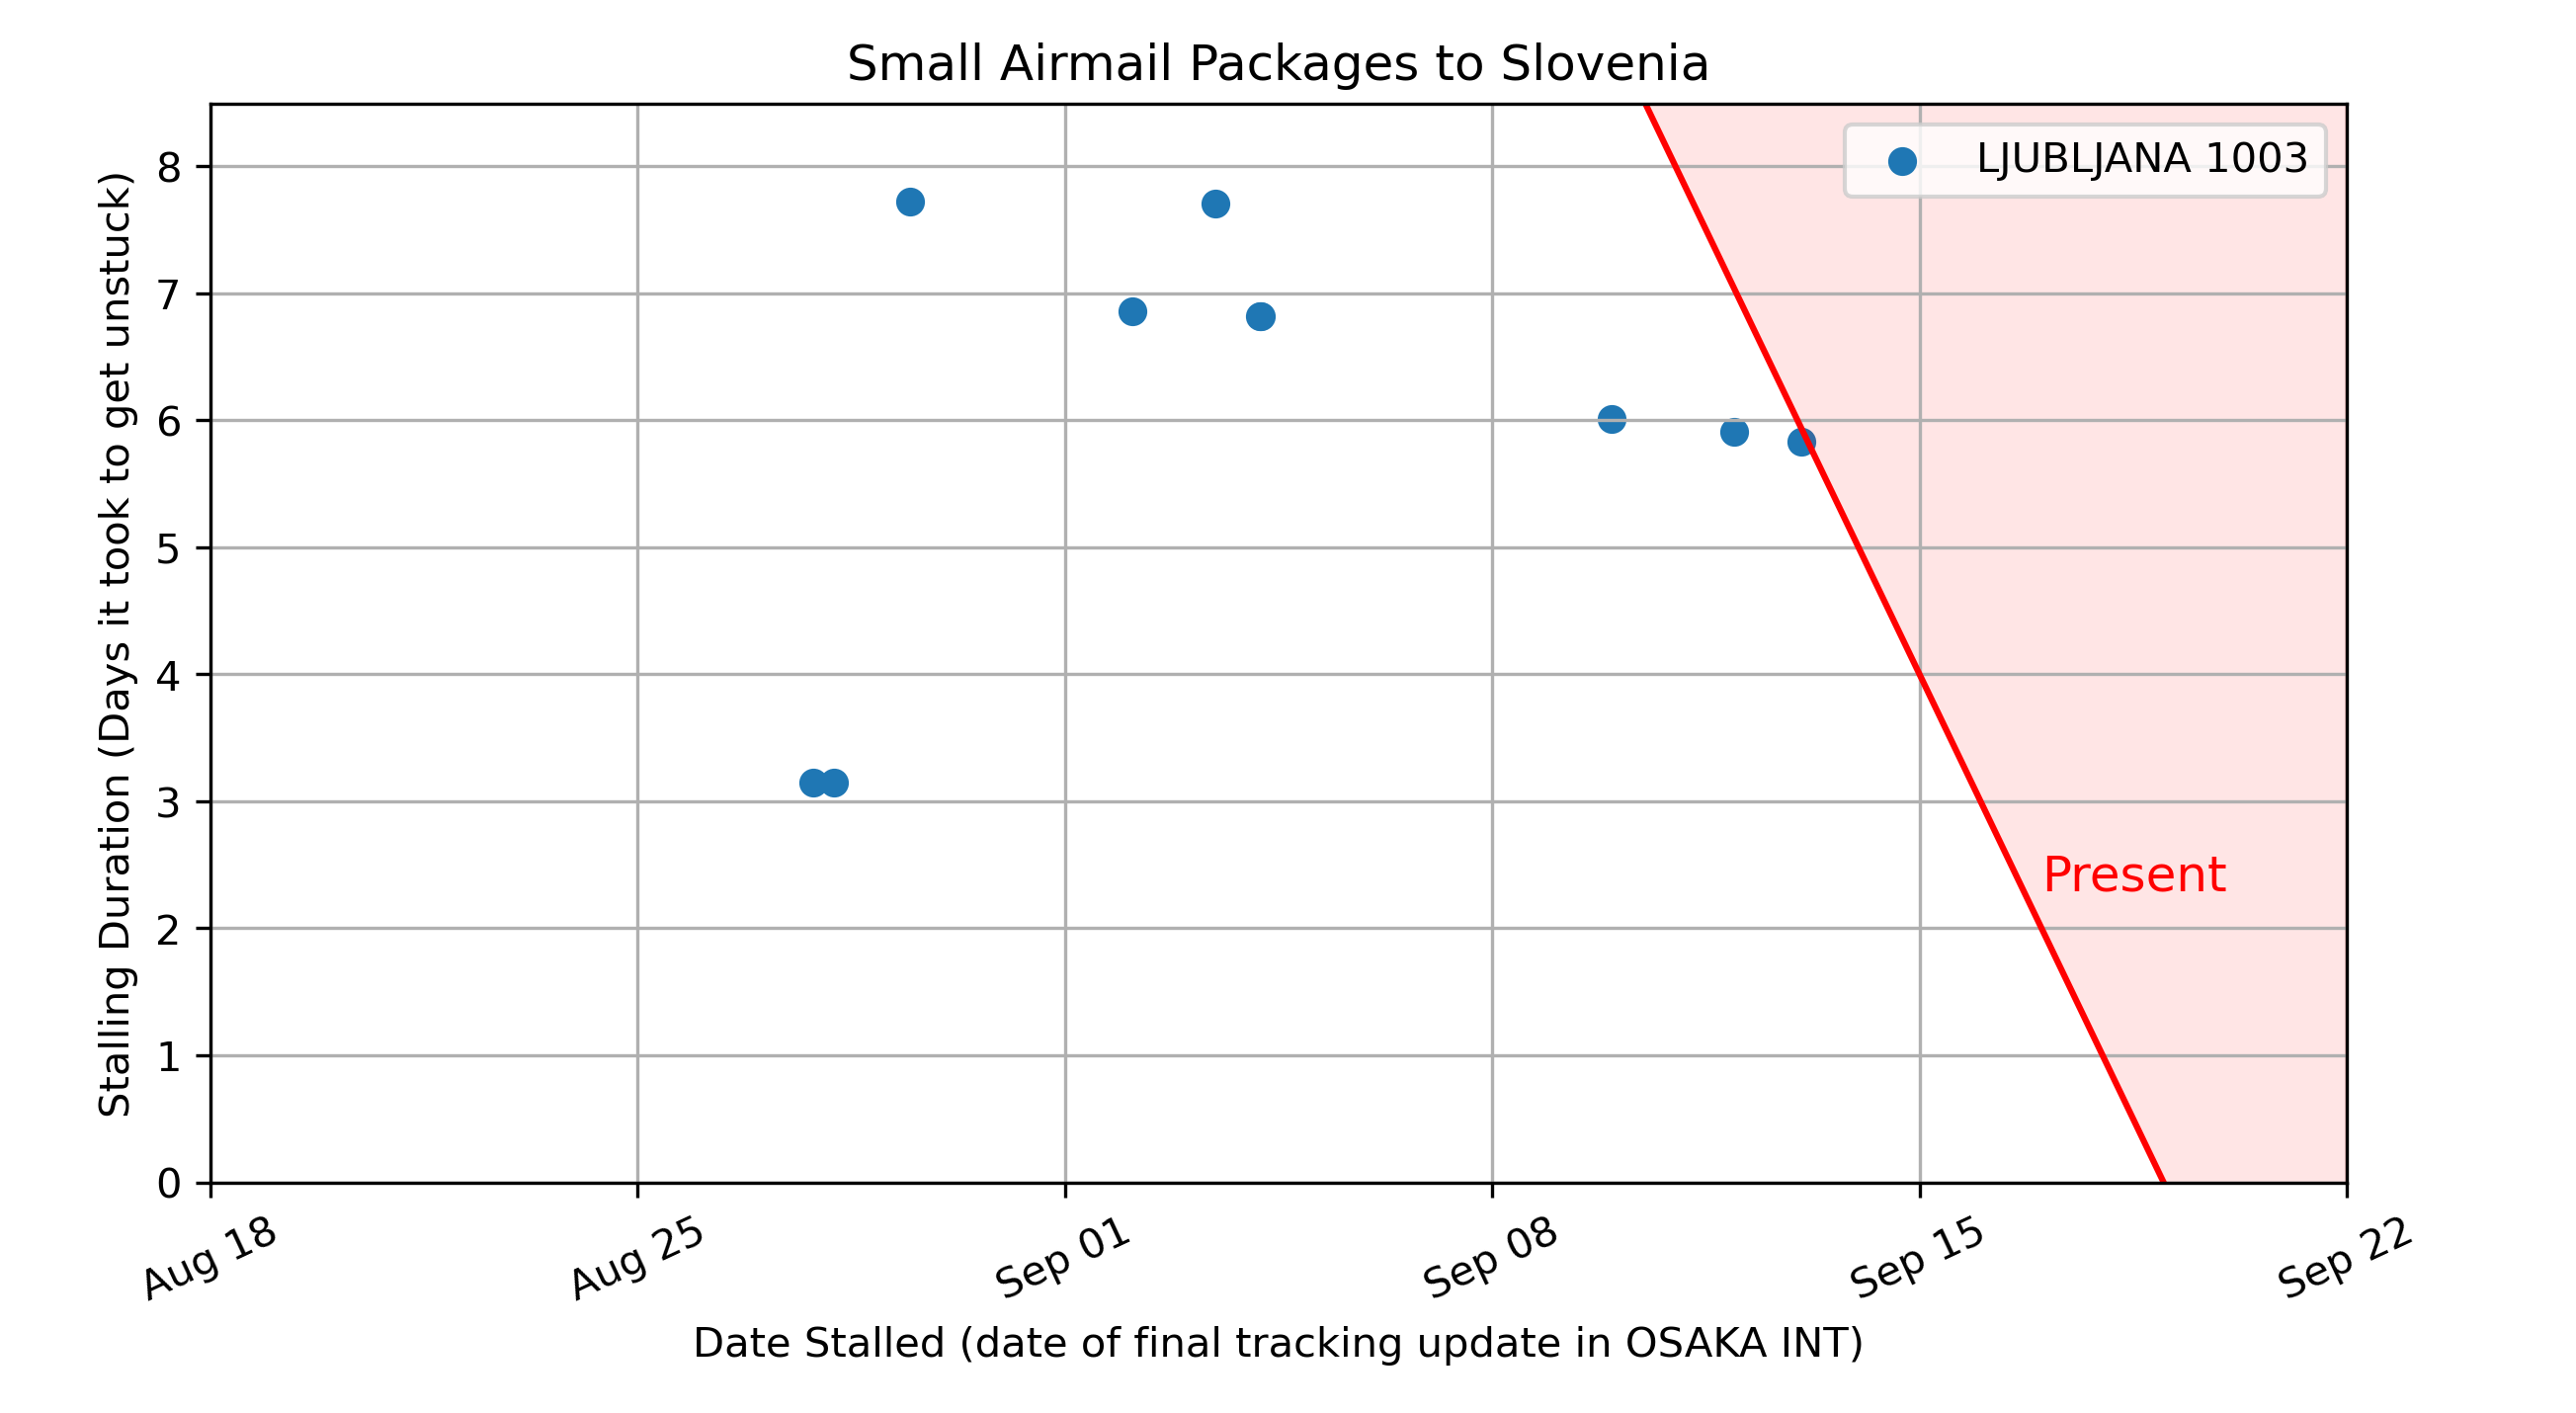 Small Airmail Packages to Slovenia
LJUBLJANA 1003
Stalling Duration (Days it took to get unstuck)
8
7
6
5
4
3
2
1
0
Present
Aug 18
Aug 25
Sep 01
Sep 08
Sep 15
Sep 22
Date Stalled (date of final tracking update in OSAKA INT)